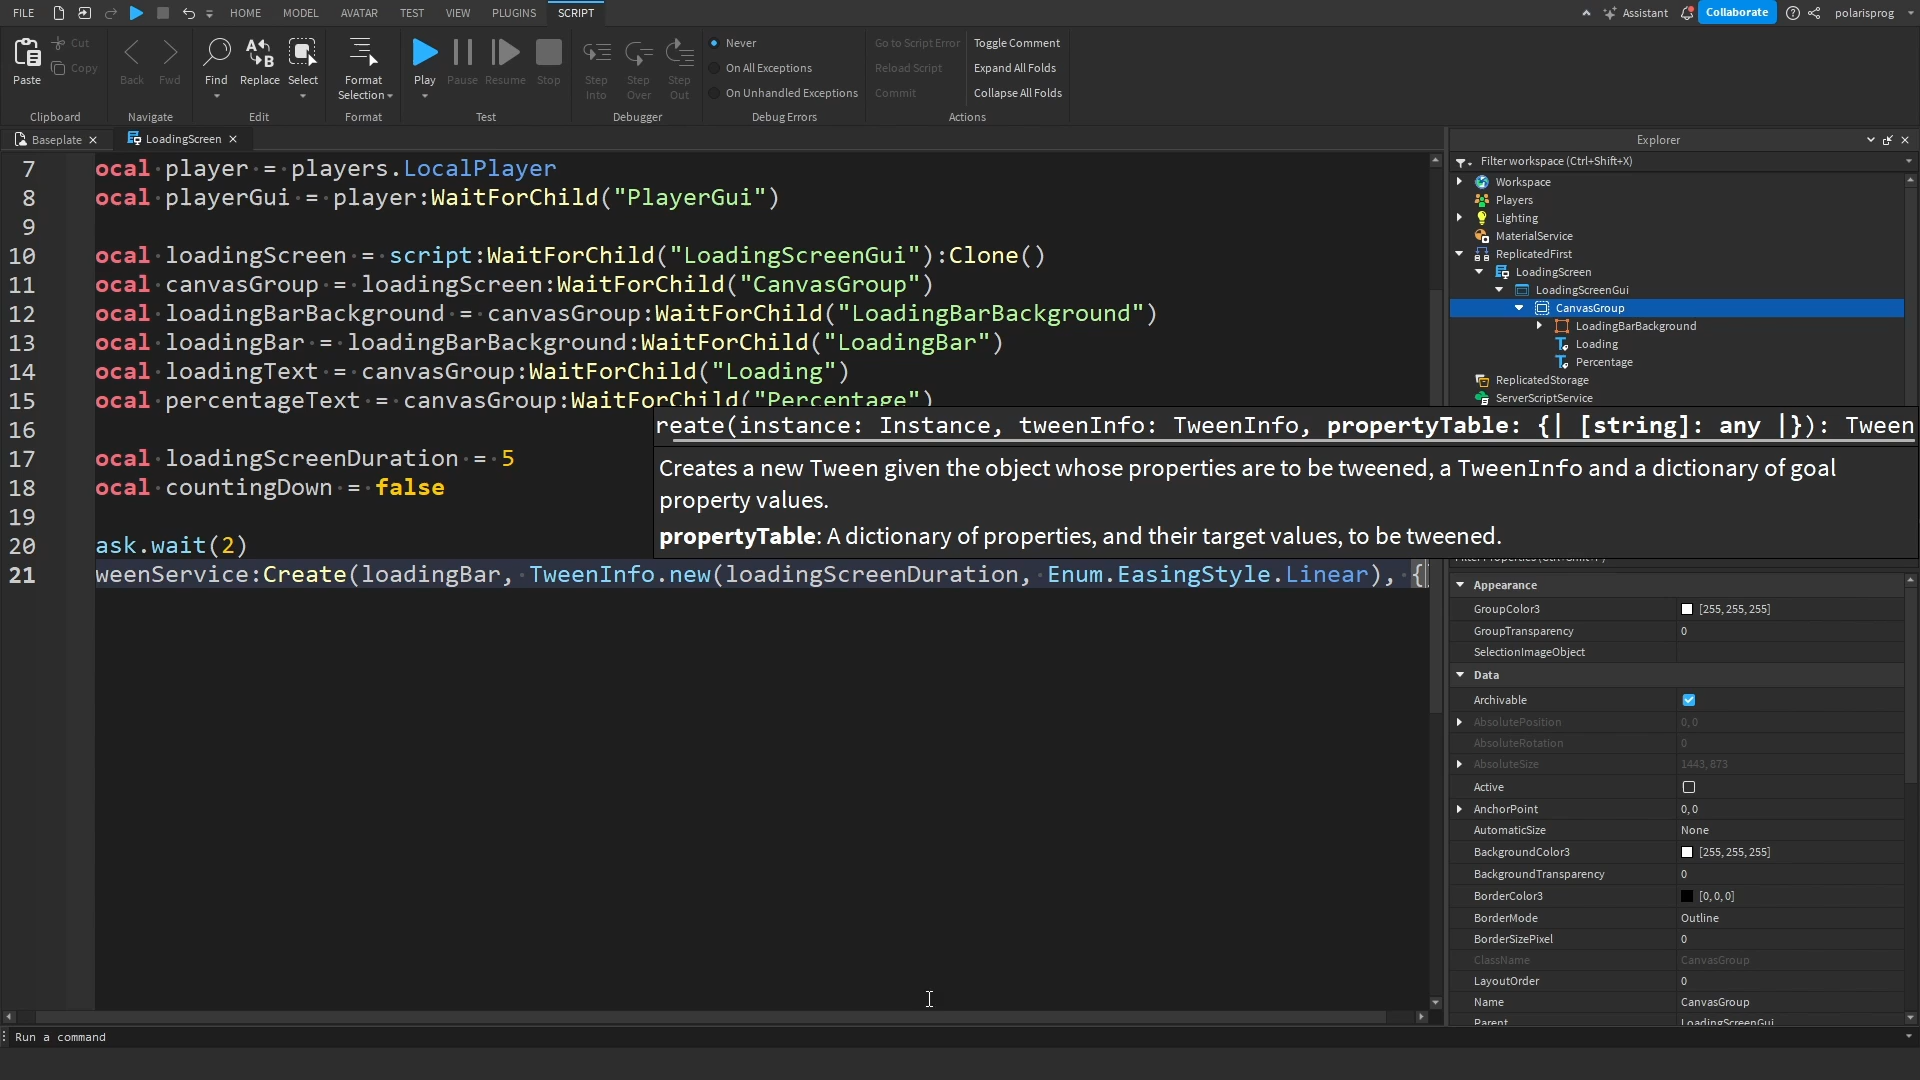 FILE HOME MODEL AVATAR TEST VIEW PLUGINS SCRIPT Assistant Collaborate polarisprog
Paste Cut Copy Back Fwd Find Replace Select Format Selection Play Pause Resume Stop Step Into Step Over Step Out
Never Go to Script Error Toggle Comment
On All Exceptions Reload Script Expand All Folds
On Unhandled Exceptions Commit Collapse All Folds
Clipboard Navigate Edit Format Test Debugger Debug Errors Actions
Baseplate LoadingScreen
7 ocal player = players.LocalPlayer
8 ocal playerGui = player:WaitForChild("PlayerGui")
9
10 ocal loadingScreen = script:WaitForChild("LoadingScreenGui"):Clone()
11 ocal canvasGroup = loadingScreen:WaitForChild("CanvasGroup")
12 ocal loadingBarBackground = canvasGroup:WaitForChild("LoadingBarBackground")
13 ocal loadingBar = loadingBarBackground:WaitForChild("LoadingBar")
14 ocal loadingText = canvasGroup:WaitForChild("Loading")
15 ocal percentageText = canvasGroup:WaitForChild("Percentage")
16
17 ocal loadingScreenDuration = 5
18 ocal countingDown = false
19
20 ask.wait(2)
21 weenService:Create(loadingBar, TweenInfo.new(loadingScreenDuration, Enum.EasingStyle.Linear), {
reate(instance: Instance, tweenInfo: TweenInfo, propertyTable: {| [string]: any |}): Tween
Creates a new Tween given the object whose properties are to be tweened, a TweenInfo and a dictionary of goal
property values.
propertyTable: A dictionary of properties, and their target values, to be tweened.
Explorer
Filter workspace (Ctrl+Shift+X)
Workspace
Players
Lighting
MaterialService
ReplicatedFirst
LoadingScreen
LoadingScreenGui
CanvasGroup
LoadingBarBackground
Loading
Percentage
ReplicatedStorage
ServerScriptService
Appearance
GroupColor3 [255, 255, 255]
GroupTransparency 0
SelectionImageObject
Data
Archivable
AbsolutePosition 0, 0
AbsoluteRotation 0
AbsoluteSize 1443, 873
Active
AnchorPoint 0, 0
AutomaticSize None
BackgroundColor3 [255, 255, 255]
BackgroundTransparency 0
BorderColor3 [0, 0, 0]
BorderMode Outline
BorderSizePixel 0
ClassName CanvasGroup
LayoutOrder 0
Name CanvasGroup
Parent LoadingScreenGui
Run a command